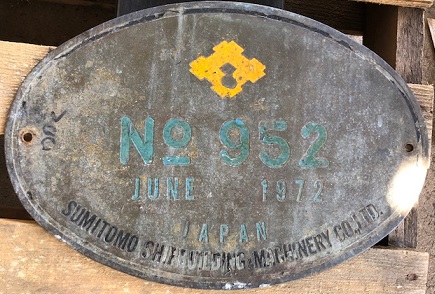 No 952
JUNE 1972
JAPAN
SUMITOMO SHIPBUILDING & MACHINERY CO., LTD.